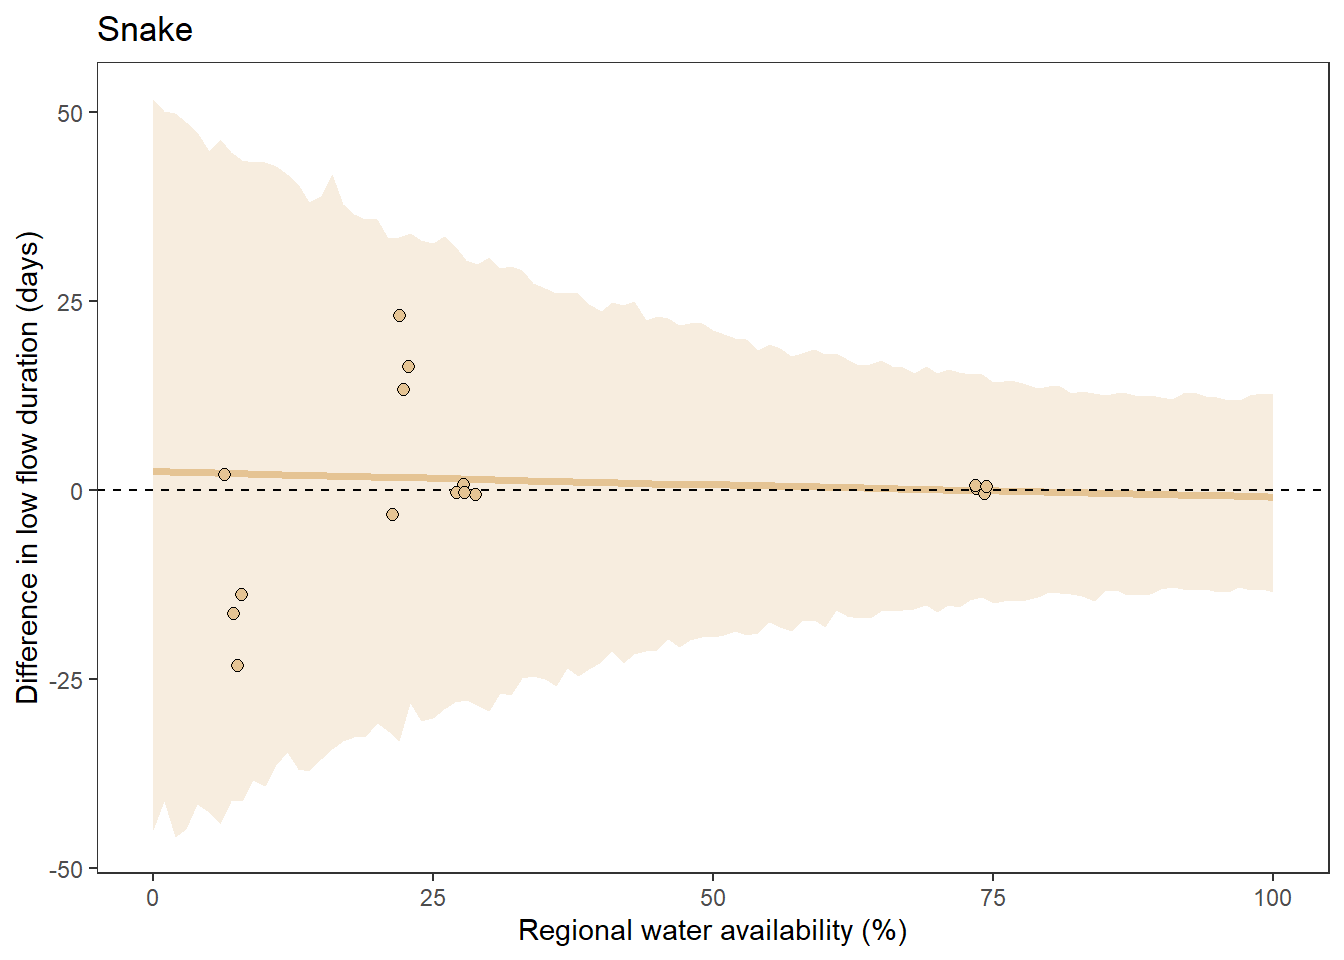 Snake
Difference in low flow duration (days)
50
25
0
-25
-50
0 25 50 75 100
Regional water availability (%)